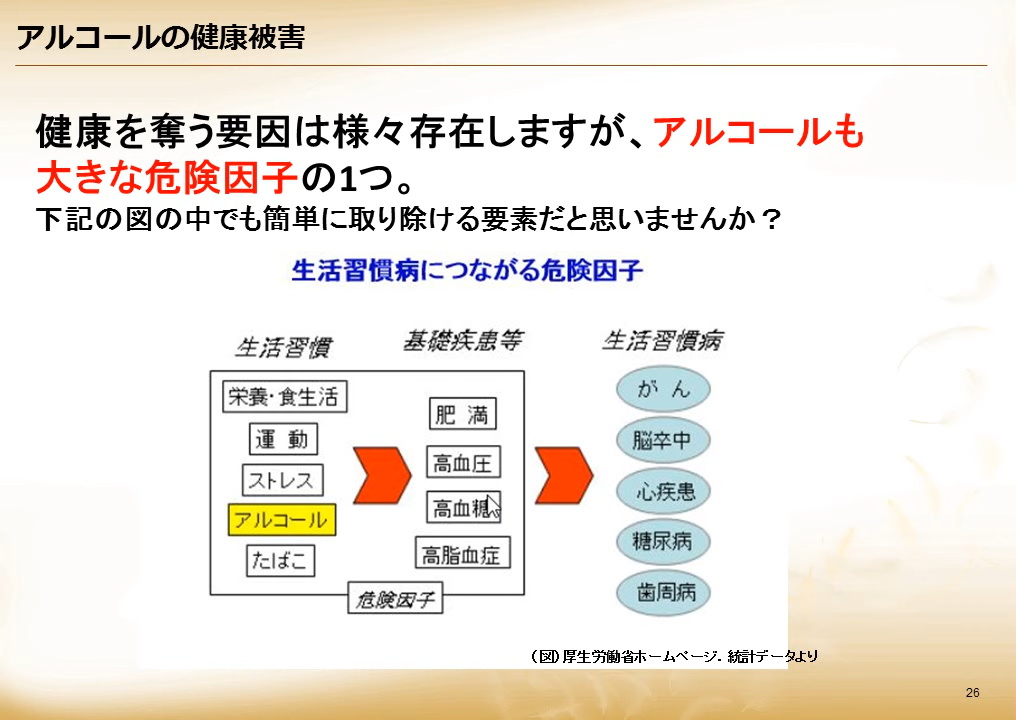 アルコールの健康被害
健康を奪う要因は様々存在しますが、アルコールも
大きな危険因子の1つ。
下記の図の中でも簡単に取り除ける要素だと思いませんか？
生活習慣病につながる危険因子
生活習慣
栄養・食生活
運 動
ストレス
アルコール
たばこ
基礎疾患等
肥 満
高血圧
高血糖
高脂血症
危険因子
生活習慣病
が ん
脳卒中
心疾患
糖尿病
歯周病
（図）厚生労働省ホームページ. 統計データより
26